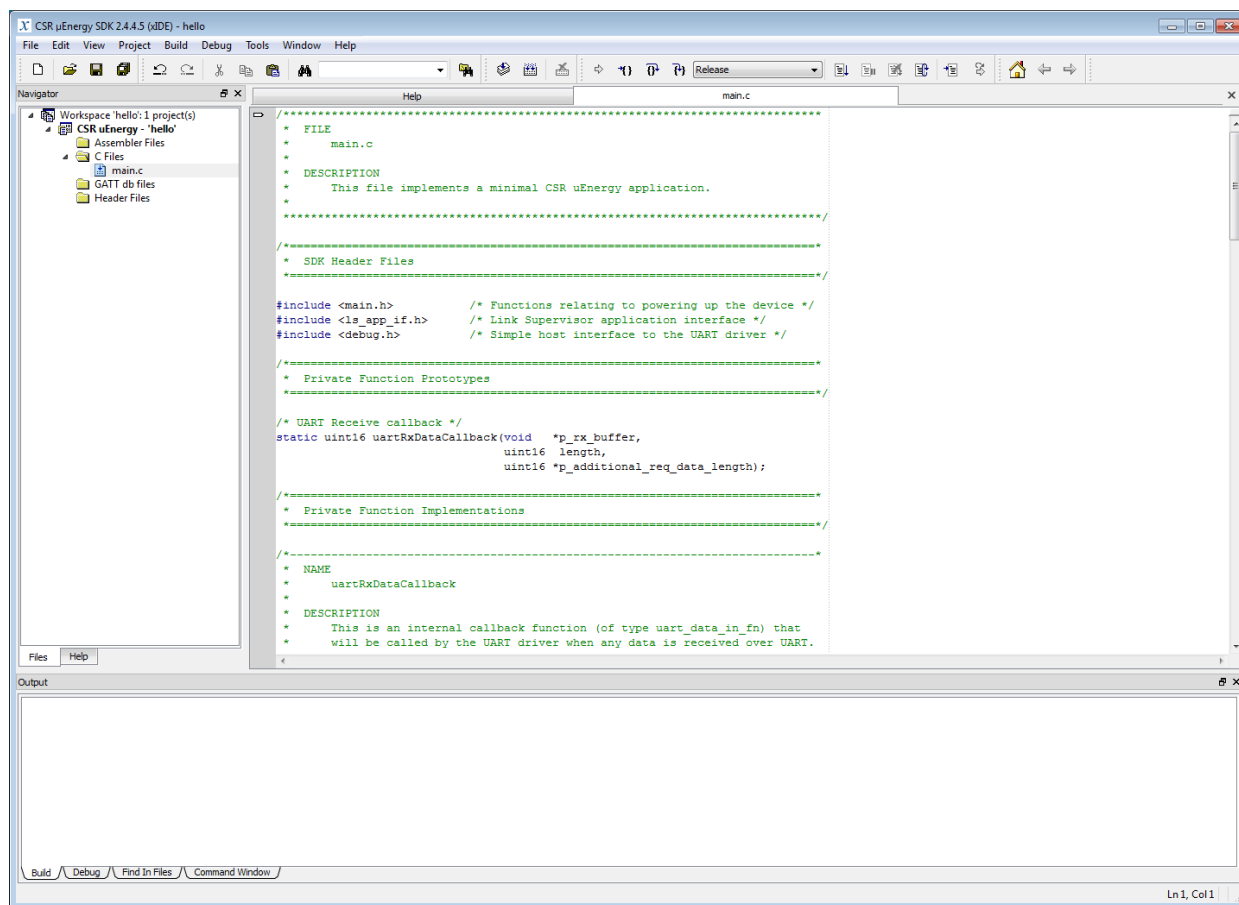 CSR µEnergy SDK 2.4.4.5 (xIDE) - hello
File Edit View Project Build Debug Tools Window Help
Release
Navigator
Help main.c
Workspace 'hello': 1 project(s)
CSR uEnergy - 'hello'
Assembler Files
C Files
main.c
GATT db files
Header Files
Files Help
/*****************************************************************************
 *  FILE
 *      main.c
 *
 *  DESCRIPTION
 *      This file implements a minimal CSR uEnergy application.
 *
 *****************************************************************************/
/*============================================================================*
 *  SDK Header Files
 *============================================================================*/
#include <main.h>           /* Functions relating to powering up the device */
#include <ls_app_if.h>      /* Link Supervisor application interface */
#include <debug.h>          /* Simple host interface to the UART driver */
/*============================================================================*
 *  Private Function Prototypes
 *============================================================================*/
/* UART Receive callback */
static uint16 uartRxDataCallback(void   *p_rx_buffer,
                                 uint16  length,
                                 uint16 *p_additional_req_data_length);
/*============================================================================*
 *  Private Function Implementations
 *============================================================================*/
/*----------------------------------------------------------------------------*
 *  NAME
 *      uartRxDataCallback
 *
 *  DESCRIPTION
 *      This is an internal callback function (of type uart_data_in_fn) that
 *      will be called by the UART driver when any data is received over UART.
Output
Build Debug Find In Files Command Window
Ln 1, Col 1